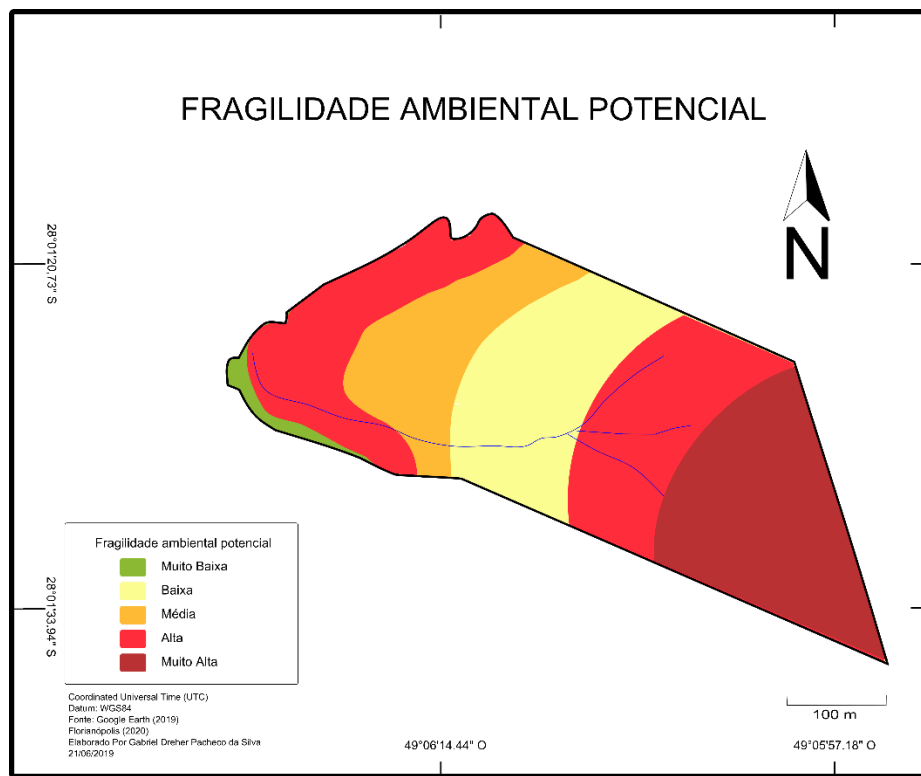 FRAGILIDADE AMBIENTAL POTENCIAL
N
28°01'20.73" S
28°01'33.94" S
Fragilidade ambiental potencial
Muito Baixa
Baixa
Média
Alta
Muito Alta
Coordinated Universal Time (UTC)
Datum: WGS84
Fonte: Google Earth (2019)
Florianópolis (2020)
Elaborado Por Gabriel Dreher Pacheco da Silva
21/06/2019
100 m
49°06'14.44" O
49°05'57.18" O